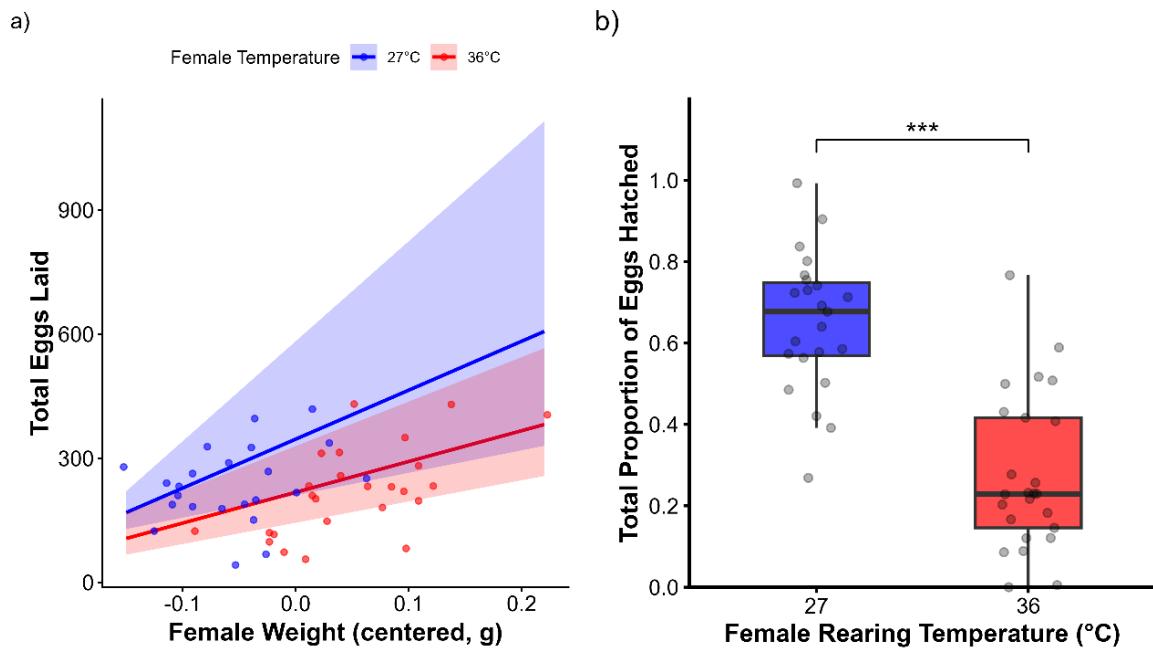 a)
Female Temperature 27°C 36°C
Total Eggs Laid
900
600
300
0
-0.1 0.0 0.1 0.2
Female Weight (centered, g)
b)
***
Total Proportion of Eggs Hatched
1.0
0.8
0.6
0.4
0.2
0.0
27 36
Female Rearing Temperature (°C)